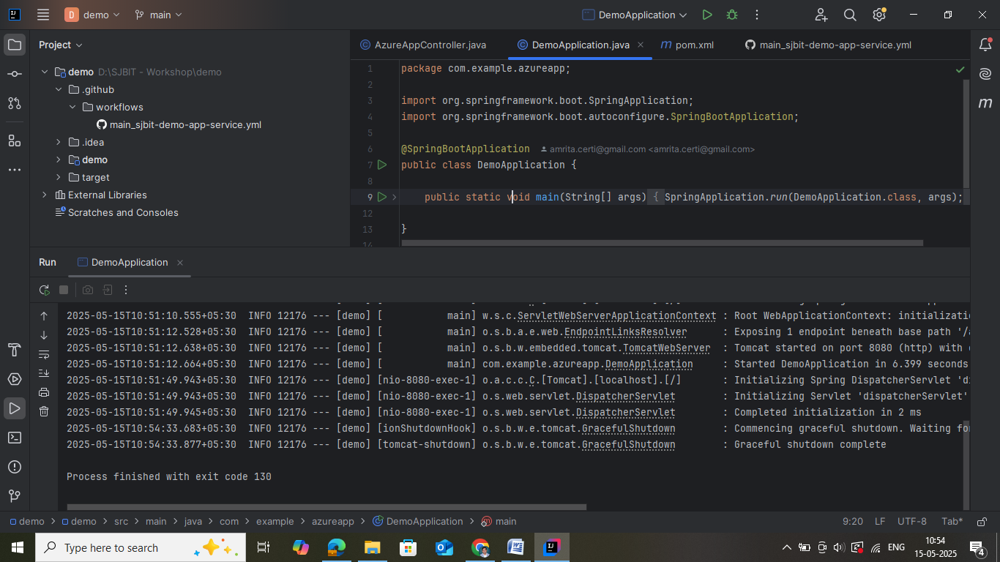 D demo main DemoApplication
Project
AzureAppController.java DemoApplication.java pom.xml main_sjbit-demo-app-service.yml
demo D:\SJBIT - Workshop\demo
.github
workflows
main_sjbit-demo-app-service.yml
.idea
demo
target
External Libraries
Scratches and Consoles
1 package com.example.azureapp;
2
3 import org.springframework.boot.SpringApplication;
4 import org.springframework.boot.autoconfigure.SpringBootApplication;
5
6 @SpringBootApplication amrita.certi@gmail.com <amrita.certi@gmail.com>
7 public class DemoApplication {
8
9 public static void main(String[] args) { SpringApplication.run(DemoApplication.class, args);
12
13 }
14
Run DemoApplication
2025-05-15T10:51:10.555+05:30 INFO 12176 --- [demo] [ main] w.s.c.ServletWebServerApplicationContext : Root WebApplicationContext: initializati
2025-05-15T10:51:12.528+05:30 INFO 12176 --- [demo] [ main] o.s.b.a.e.web.EndpointLinksResolver : Exposing 1 endpoint beneath base path '/a
2025-05-15T10:51:12.638+05:30 INFO 12176 --- [demo] [ main] o.s.b.w.embedded.tomcat.TomcatWebServer : Tomcat started on port 8080 (http) with c
2025-05-15T10:51:12.664+05:30 INFO 12176 --- [demo] [ main] com.example.azureapp.DemoApplication : Started DemoApplication in 6.399 seconds
2025-05-15T10:51:49.943+05:30 INFO 12176 --- [demo] [nio-8080-exec-1] o.a.c.c.C.[Tomcat].[localhost].[/] : Initializing Spring DispatcherServlet 'di
2025-05-15T10:51:49.943+05:30 INFO 12176 --- [demo] [nio-8080-exec-1] o.s.web.servlet.DispatcherServlet : Initializing Servlet 'dispatcherServlet'
2025-05-15T10:51:49.945+05:30 INFO 12176 --- [demo] [nio-8080-exec-1] o.s.web.servlet.DispatcherServlet : Completed initialization in 2 ms
2025-05-15T10:54:33.683+05:30 INFO 12176 --- [demo] [ionShutdownHook] o.s.b.w.e.tomcat.GracefulShutdown : Commencing graceful shutdown. Waiting for
2025-05-15T10:54:33.877+05:30 INFO 12176 --- [demo] [tomcat-shutdown] o.s.b.w.e.tomcat.GracefulShutdown : Graceful shutdown complete
Process finished with exit code 130
demo > demo > src > main > java > com > example > azureapp > DemoApplication > main 9:20 LF UTF-8 Tab*
Type here to search ENG 10:54
15-05-2025 4